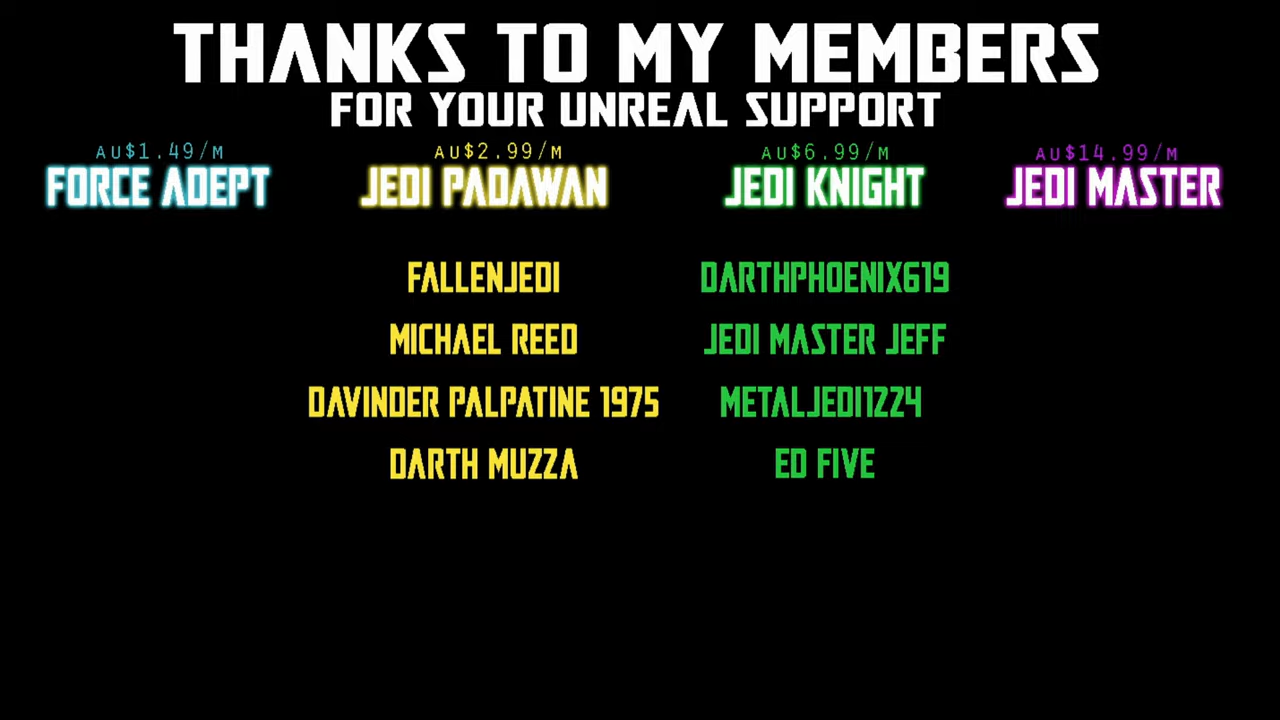 THANKS TO MY MEMBERS
FOR YOUR UNREAL SUPPORT
AU$1.49/M
FORCE ADEPT
AU$2.99/M
JEDI PADAWAN
AU$6.99/M
JEDI KNIGHT
AU$14.99/M
JEDI MASTER
FALLENJEDI
MICHAEL REED
DAVINDER PALPATINE 1975
DARTH MUZZA
DARTHPHOENIX619
JEDI MASTER JEFF
METALJEDI1224
ED FIVE